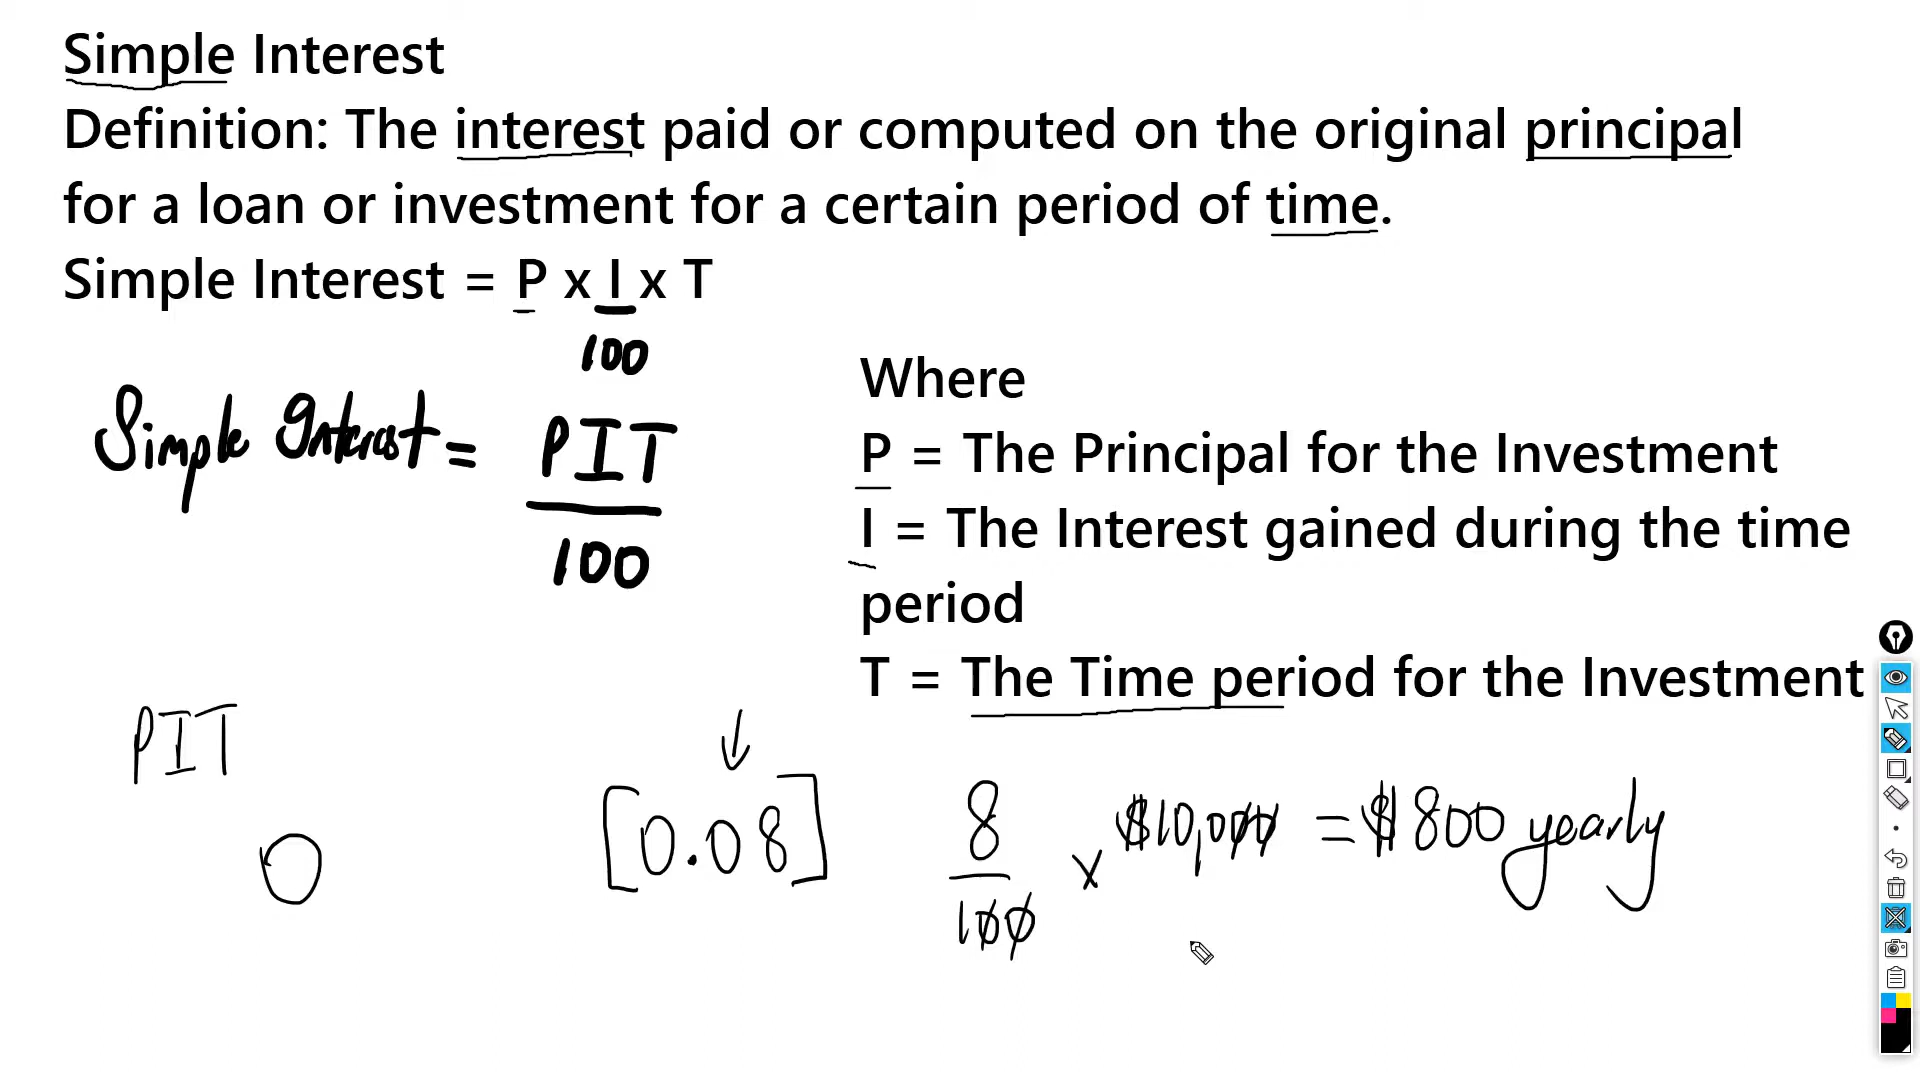 Simple Interest
Definition: The interest paid or computed on the original principal
for a loan or investment for a certain period of time.
Simple Interest = P x I x T
100
Simple Interest = PIT
100
Where
P = The Principal for the Investment
I = The Interest gained during the time
period
T = The Time period for the Investment
PIT
0
[0.08]
8
100
x $10,000 = $800 yearly